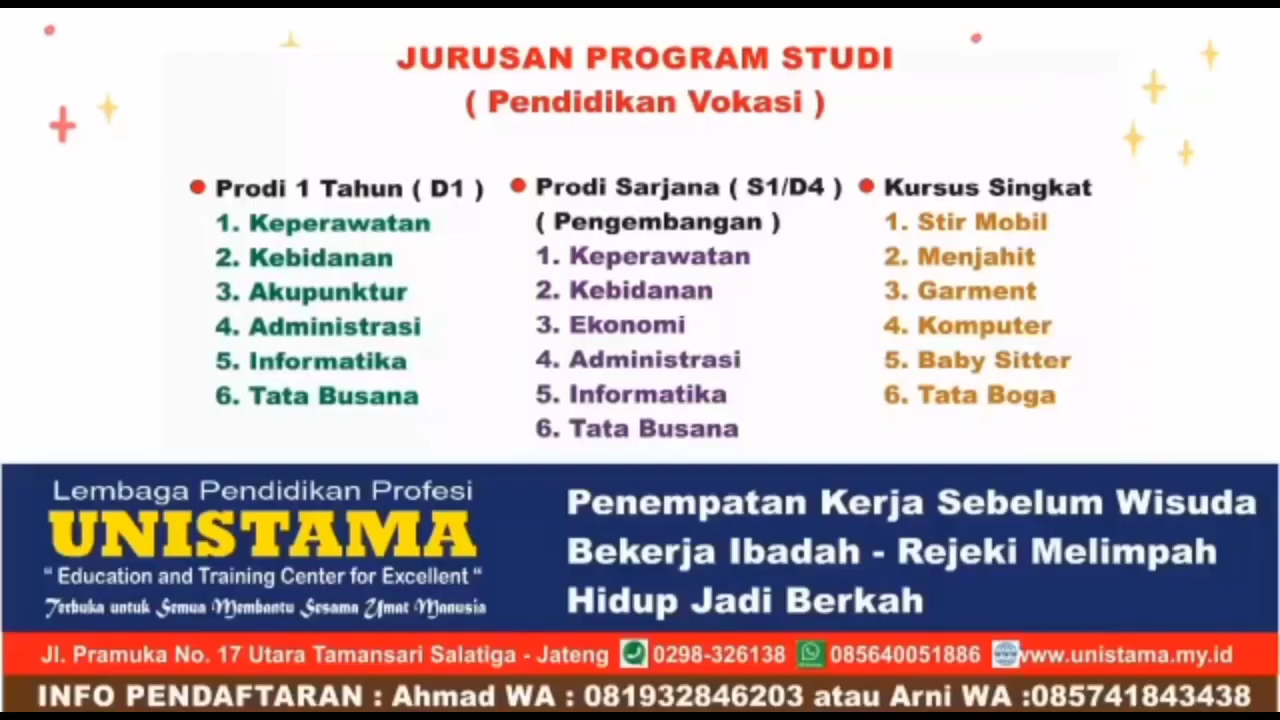 JURUSAN PROGRAM STUDI
( Pendidikan Vokasi )
Prodi 1 Tahun ( D1 )
1. Keperawatan
2. Kebidanan
3. Akupunktur
4. Administrasi
5. Informatika
6. Tata Busana
Prodi Sarjana ( S1/D4 )
( Pengembangan )
1. Keperawatan
2. Kebidanan
3. Ekonomi
4. Administrasi
5. Informatika
6. Tata Busana
Kursus Singkat
1. Stir Mobil
2. Menjahit
3. Garment
4. Komputer
5. Baby Sitter
6. Tata Boga
Lembaga Pendidikan Profesi
UNISTAMA
“ Education and Training Center for Excellent “
Terbuka untuk Semua Membantu Sesama Umat Manusia
Penempatan Kerja Sebelum Wisuda
Bekerja Ibadah - Rejeki Melimpah
Hidup Jadi Berkah
Jl. Pramuka No. 17 Utara Tamansari Salatiga - Jateng 0298-326138 085640051886 www.unistama.my.id
INFO PENDAFTARAN : Ahmad WA : 081932846203 atau Arni WA :085741843438